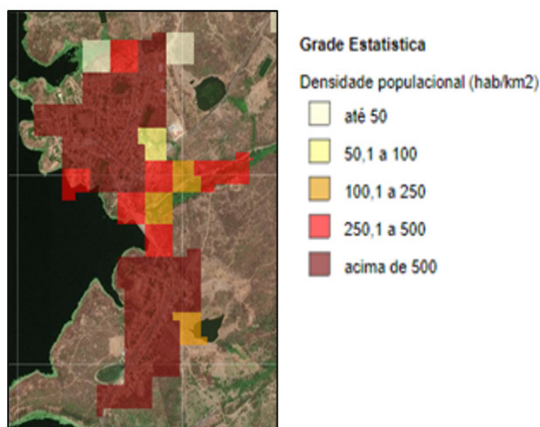 Grade Estatística
Densidade populacional (hab/km2)
até 50
50,1 a 100
100,1 a 250
250,1 a 500
acima de 500